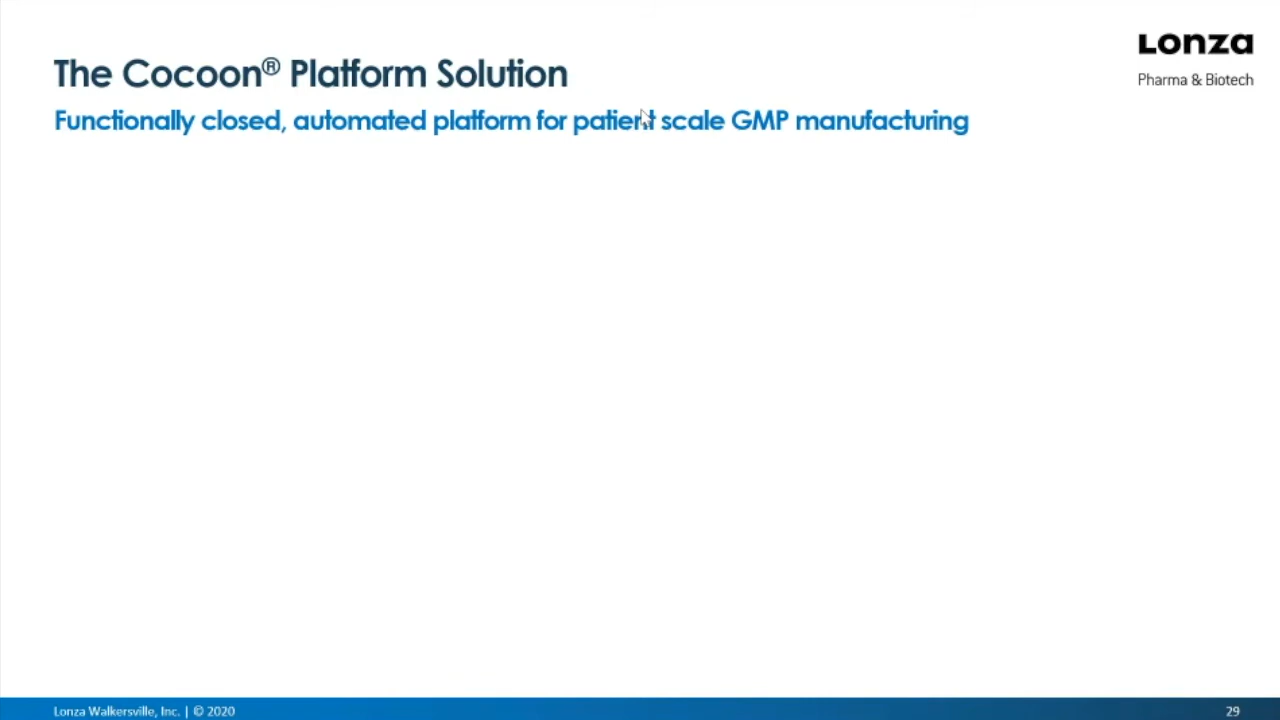 The Cocoon® Platform Solution
Functionally closed, automated platform for patient scale GMP manufacturing
Lonza
Pharma & Biotech
Lonza Walkersville, Inc. | © 2020
29